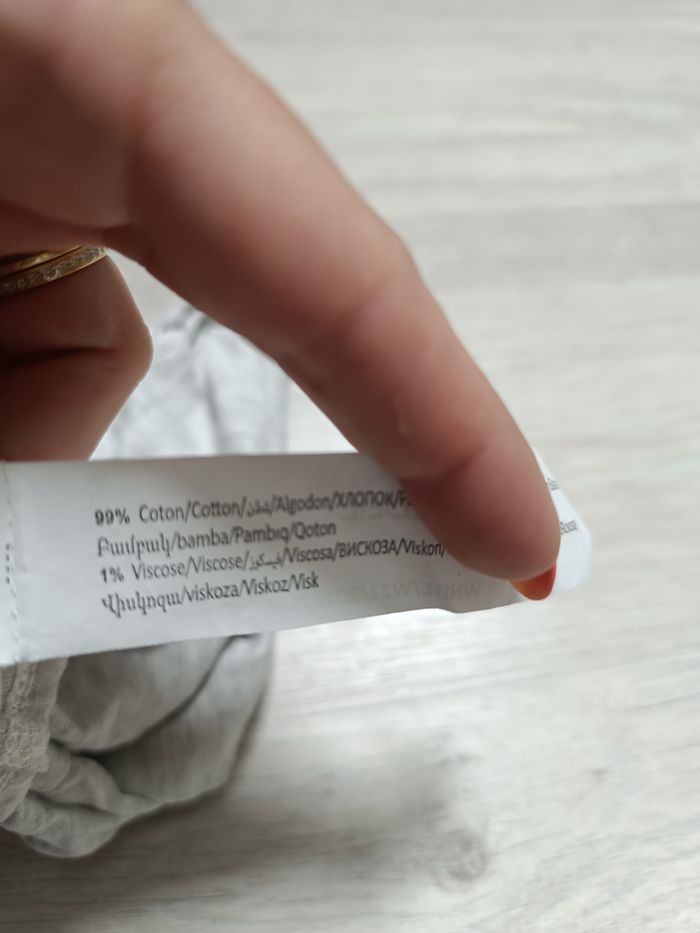 99% Coton/Cotton/قطن/Algodon/ХЛОПОК/
Բամբակ/bamba/Pambıq/Qoton
1% Viscose/Viscose/فيسكوز/Viscosa/ВИСКОЗА/Viskon/
Վիսկոզա/viskoza/Viskoz/Visk